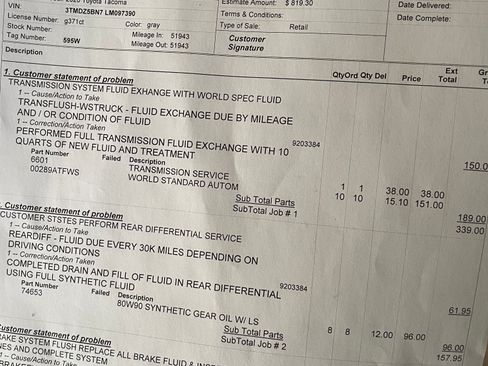 2020 Toyota Tacoma
VIN: 3TMDZ5BN7 LM097390
License Number: g371ct
Color: gray
Stock Number:
Mileage In: 51943
Tag Number: 595W
Mileage Out: 51943
Estimate Amount: $ 819.30
Terms & Conditions:
Type of Sale: Retail
Customer Signature
Date Delivered:
Date Complete:
Description QtyOrd Qty Del Price Ext Total
1. Customer statement of problem
TRANSMISSION SYSTEM FLUID EXHANGE WITH WORLD SPEC FLUID
1 -- Cause/Action to Take
TRANSFLUSH-WSTRUCK - FLUID EXCHANGE DUE BY MILEAGE
AND / OR CONDITION OF FLUID
1 -- Correction/Action Taken 9203384
PERFORMED FULL TRANSMISSION FLUID EXCHANGE WITH 10
QUARTS OF NEW FLUID AND TREATMENT 150.0
Part Number Failed Description
6601 TRANSMISSION SERVICE 1 1 38.00 38.00
00289ATFWS WORLD STANDARD AUTOM 10 10 15.10 151.00
Sub Total Parts 189.00
SubTotal Job # 1 339.00
. Customer statement of problem
CUSTOMER STSTES PERFORM REAR DIFFERENTIAL SERVICE
1 -- Cause/Action to Take
REARDIFF - FLUID DUE EVERY 30K MILES DEPENDING ON
DRIVING CONDITIONS
1 -- Correction/Action Taken 9203384
COMPLETED DRAIN AND FILL OF FLUID IN REAR DIFFERENTIAL
USING FULL SYNTHETIC FLUID 61.95
Part Number Failed Description
74653 80W90 SYNTHETIC GEAR OIL W/ LS 8 8 12.00 96.00
Sub Total Parts 96.00
SubTotal Job # 2 157.95
Customer statement of problem
AKE SYSTEM FLUSH REPLACE ALL BRAKE FLUID &
NES AND COMPLETE SYSTEM
1 -- Cause/Action to Take